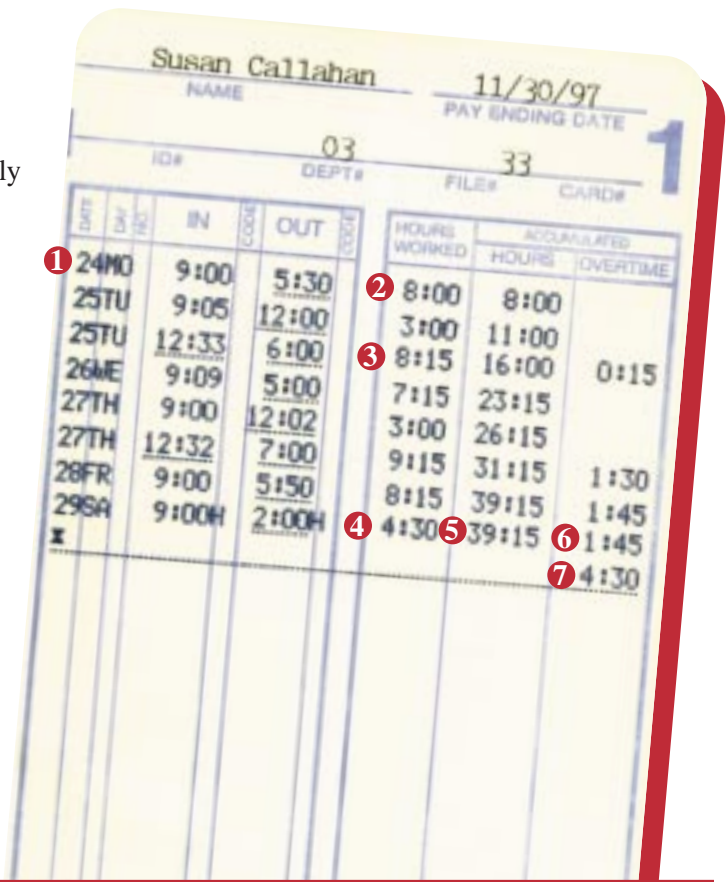 Susan Callahan 11/30/97
NAME PAY ENDING DATE
1
ly
03 33
ID# DEPT# FILE# CARD#
DATE DAY NO. IN CODE OUT CODE HOURS WORKED ACCUMULATED HOURS OVERTIME
1 24MO 9:00 5:30 2 8:00 8:00
25TU 9:05 12:00 3:00 11:00
25TU 12:33 6:00 3 8:15 16:00 0:15
26WE 9:09 5:00 7:15 23:15
27TH 9:00 12:02 3:00 26:15
27TH 12:32 7:00 9:15 31:15 1:30
28FR 9:00 5:50 8:15 39:15 1:45
29SA 9:00H 2:00H 4 4:30 5 39:15 6 1:45
7 4:30